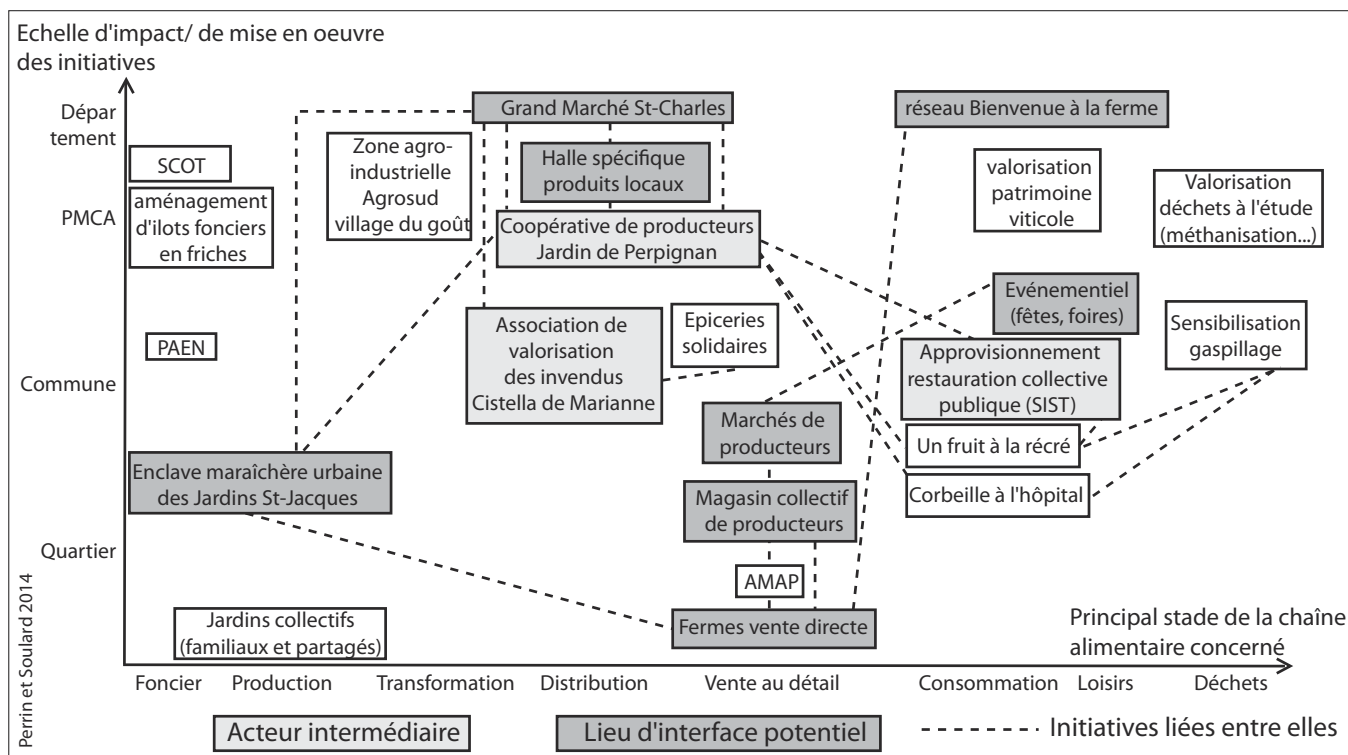 Echelle d'impact/ de mise en oeuvre
des initiatives
Dépar
tement
PMCA
Commune
Quartier
SCOT
aménagement
d'ilots fonciers
en friches
PAEN
Enclave maraîchère urbaine
des Jardins St-Jacques
Jardins collectifs
(familiaux et partagés)
Zone agro-
industrielle
Agrosud
village du goût
Grand Marché St-Charles
Halle spécifique
produits locaux
Coopérative de producteurs
Jardin de Perpignan
Association de
valorisation
des invendus
Cistella de Marianne
Epiceries
solidaires
Marchés de
producteurs
Magasin collectif
de producteurs
AMAP
Fermes vente directe
réseau Bienvenue à la ferme
valorisation
patrimoine
viticole
Valorisation
déchets à l'étude
(méthanisation...)
Evénementiel
(fêtes, foires)
Sensibilisation
gaspillage
Approvisionnement
restauration collective
publique (SIST)
Un fruit à la récré
Corbeille à l'hôpital
Principal stade de la chaîne
alimentaire concerné
Foncier
Production
Transformation
Distribution
Vente au détail
Consommation
Loisirs
Déchets
Acteur intermédiaire
Lieu d'interface potentiel
Initiatives liées entre elles
Perrin et Soulard 2014